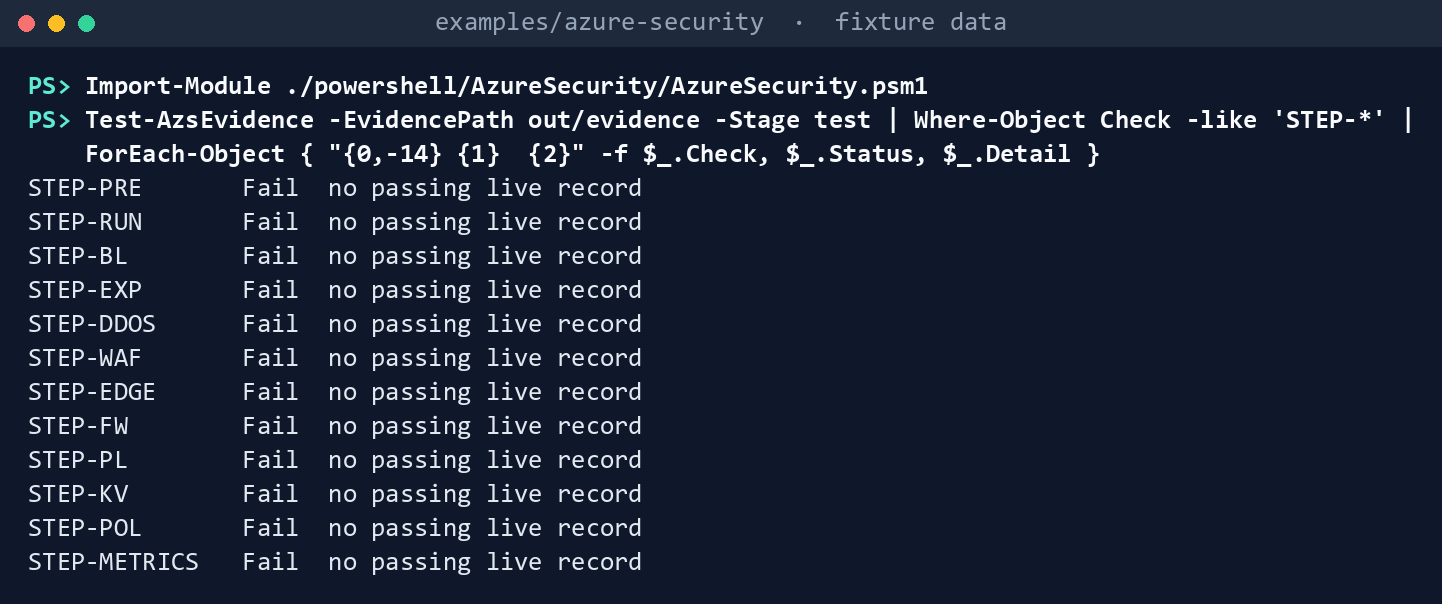 examples/azure-security · fixture data
PS> Import-Module ./powershell/AzureSecurity/AzureSecurity.psm1
PS> Test-AzsEvidence -EvidencePath out/evidence -Stage test | Where-Object Check -like 'STEP-*' |
    ForEach-Object { "{0,-14} {1}  {2}" -f $_.Check, $_.Status, $_.Detail }
STEP-PRE       Fail  no passing live record
STEP-RUN       Fail  no passing live record
STEP-BL        Fail  no passing live record
STEP-EXP       Fail  no passing live record
STEP-DDOS      Fail  no passing live record
STEP-WAF       Fail  no passing live record
STEP-EDGE      Fail  no passing live record
STEP-FW        Fail  no passing live record
STEP-PL        Fail  no passing live record
STEP-KV        Fail  no passing live record
STEP-POL       Fail  no passing live record
STEP-METRICS   Fail  no passing live record